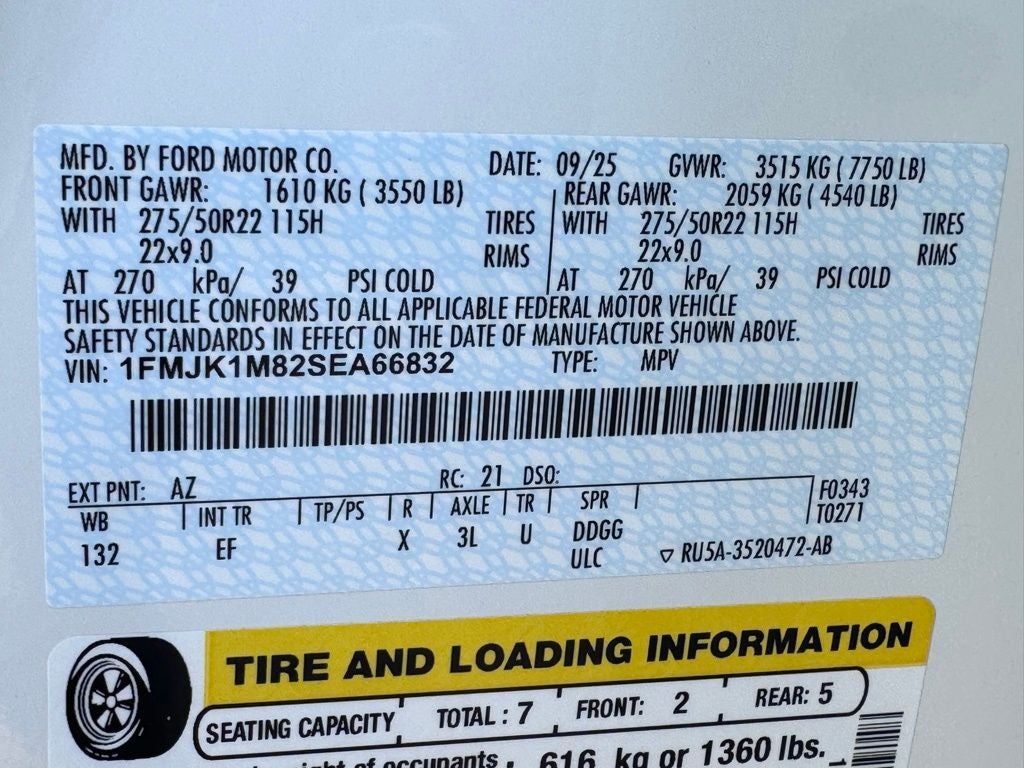 MFD. BY FORD MOTOR CO. DATE: 09/25 GVWR: 3515 KG ( 7750 LB)
FRONT GAWR: 1610 KG ( 3550 LB) REAR GAWR: 2059 KG ( 4540 LB)
WITH 275/50R22 115H TIRES WITH 275/50R22 115H TIRES
22x9.0 RIMS 22x9.0 RIMS
AT 270 kPa/ 39 PSI COLD AT 270 kPa/ 39 PSI COLD
THIS VEHICLE CONFORMS TO ALL APPLICABLE FEDERAL MOTOR VEHICLE
SAFETY STANDARDS IN EFFECT ON THE DATE OF MANUFACTURE SHOWN ABOVE.
VIN: 1FMJK1M82SEA66832 TYPE: MPV
EXT PNT: AZ RC: 21 DSO:
WB INT TR TP/PS R AXLE TR SPR F0343
T0271
132 EF X 3L U DDGG
ULC ▽ RU5A-3520472-AB
TIRE AND LOADING INFORMATION
SEATING CAPACITY TOTAL : 7 FRONT: 2 REAR: 5
of occupants 616 kg or 1360 lbs.